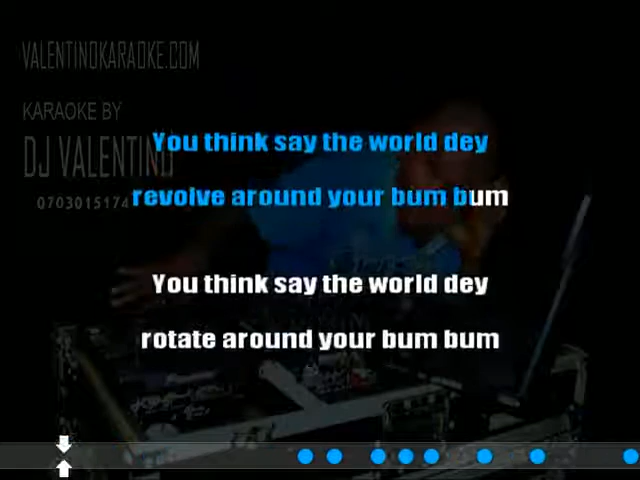 VALENTINOKARAOKE.COM
KARAOKE BY
DJ VALENTINO
0703015174
You think say the world dey
revolve around your bum bum
You think say the world dey
rotate around your bum bum